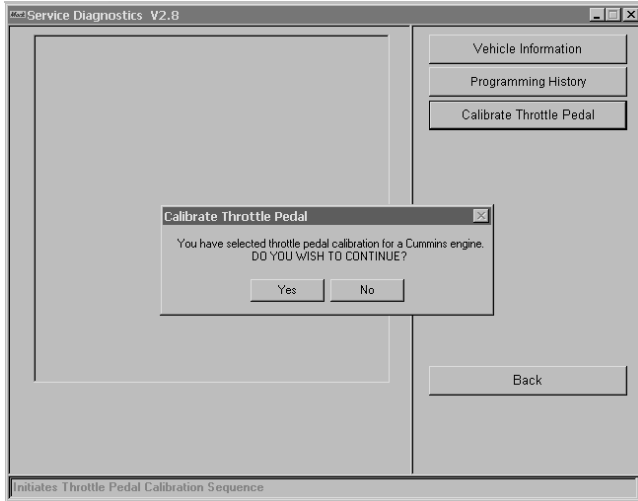 Service Diagnostics V2.8
Vehicle Information
Programming History
Calibrate Throttle Pedal
Calibrate Throttle Pedal
You have selected throttle pedal calibration for a Cummins engine.
DO YOU WISH TO CONTINUE?
Yes No
Back
Initiates Throttle Pedal Calibration Sequence